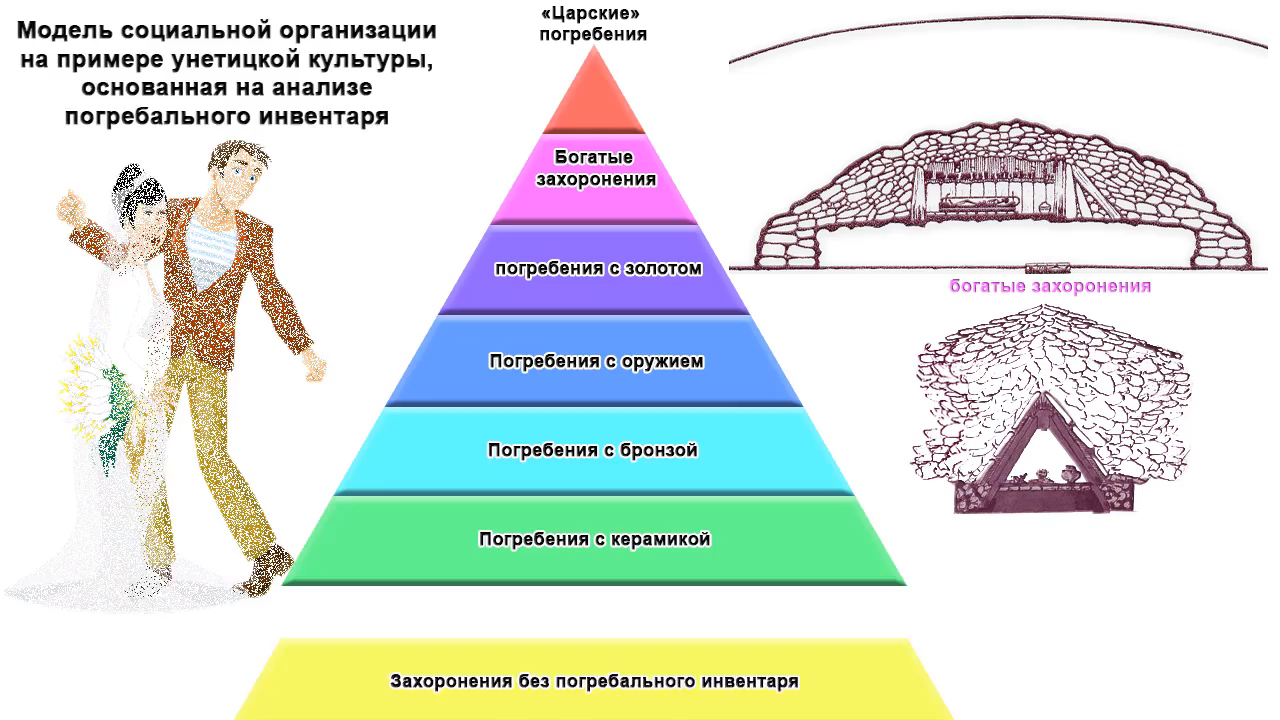 Модель социальной организации
на примере унетицкой культуры,
основанная на анализе
погребального инвентаря
«Царские»
погребения
Богатые
захоронения
погребения с золотом
Погребения с оружием
Погребения с бронзой
Погребения с керамикой
Захоронения без погребального инвентаря
богатые захоронения